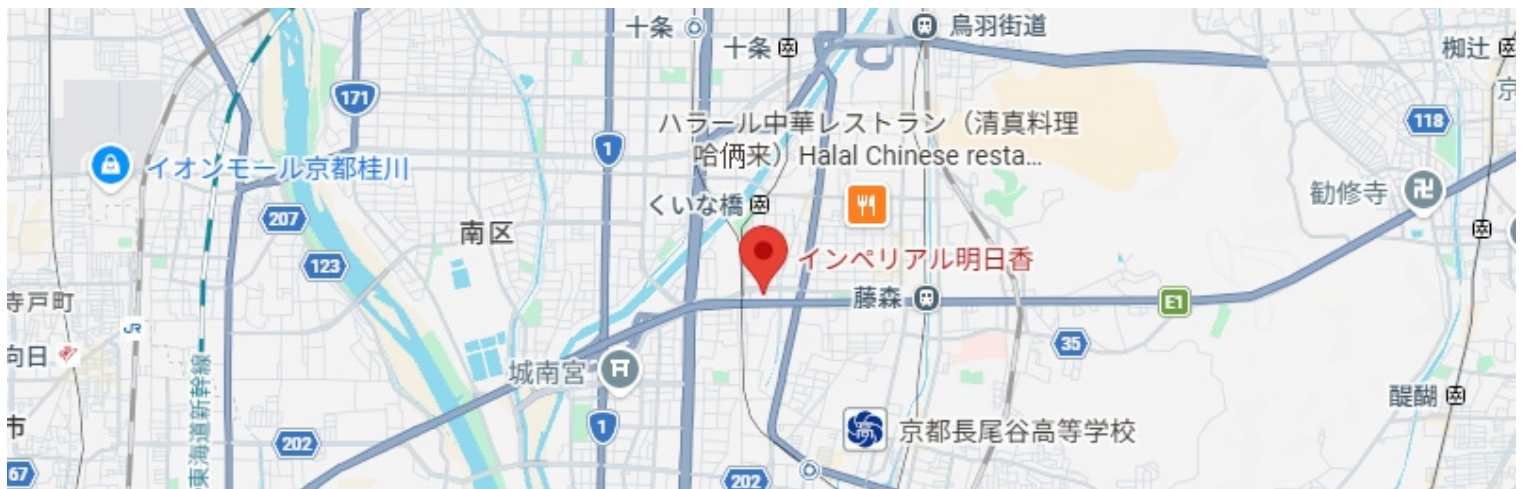 十条
十条
鳥羽街道
椥辻
京
171
118
1
ハラール中華レストラン（清真料理
哈俩来）Halal Chinese resta...
イオンモール京都桂川
勧修寺
くいな橋
207
南区
123
インペリアル明日香
寺戸町
藤森
E1
JR
向日
35
城南宮
東海道新幹線
醍醐
市
1
202
京都長尾谷高等学校
67
202
高